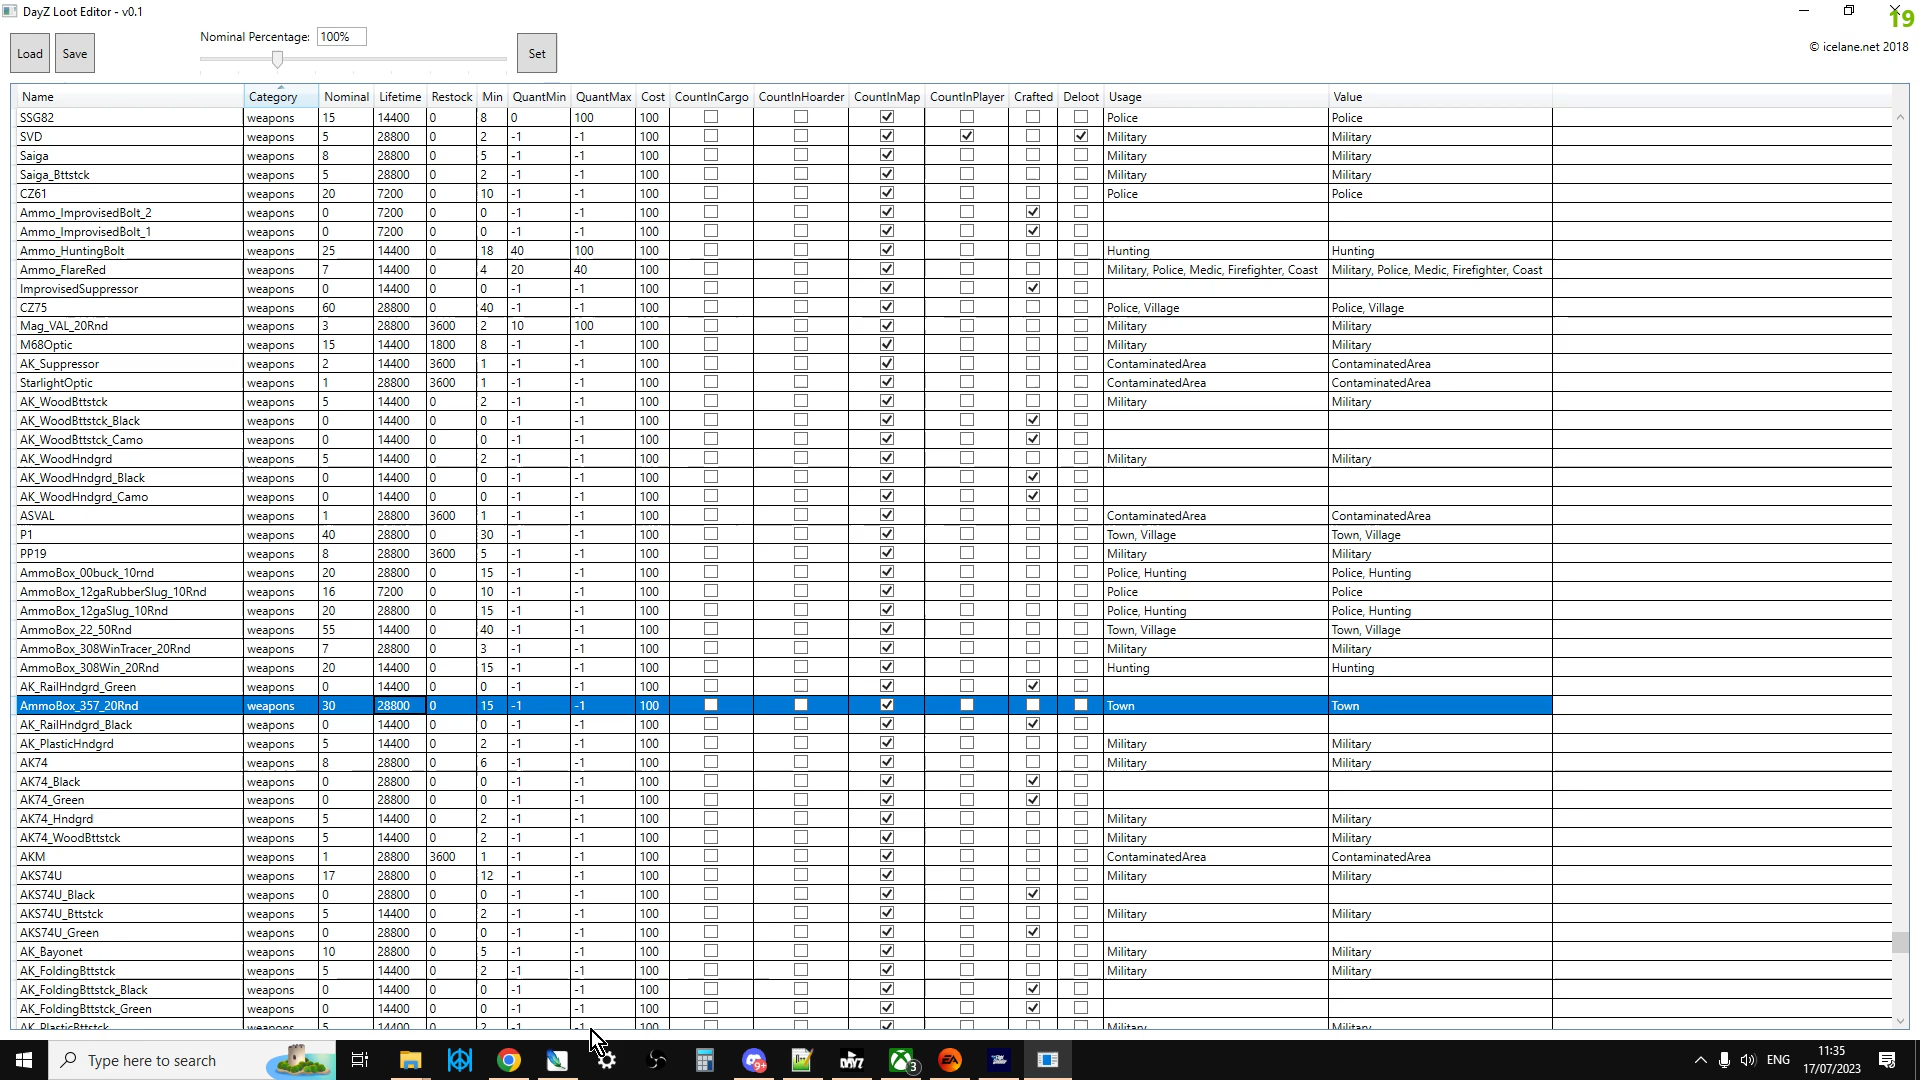 DayZ Loot Editor - v0.1
19
Load Save Nominal Percentage: 100% Set
© icelane.net 2018
Name Category Nominal Lifetime Restock Min QuantMin QuantMax Cost CountInCargo CountInHoarder CountInMap CountInPlayer Crafted Deloot Usage Value
SSG82 weapons 15 14400 0 8 0 100 100 Police Police
SVD weapons 5 28800 0 2 -1 -1 100 Military Military
Saiga weapons 8 28800 0 5 -1 -1 100 Military Military
Saiga_Bttstck weapons 5 28800 0 2 -1 -1 100 Military Military
CZ61 weapons 20 7200 0 10 -1 -1 100 Police Police
Ammo_ImprovisedBolt_2 weapons 0 7200 0 0 -1 -1 100
Ammo_ImprovisedBolt_1 weapons 0 7200 0 0 -1 -1 100
Ammo_HuntingBolt weapons 25 14400 0 18 40 100 100 Hunting Hunting
Ammo_FlareRed weapons 7 14400 0 4 20 40 100 Military, Police, Medic, Firefighter, Coast Military, Police, Medic, Firefighter, Coast
ImprovisedSuppressor weapons 0 14400 0 0 -1 -1 100
CZ75 weapons 60 28800 0 40 -1 -1 100 Police, Village Police, Village
Mag_VAL_20Rnd weapons 3 28800 3600 2 10 100 100 Military Military
M68Optic weapons 15 14400 1800 8 -1 -1 100 Military Military
AK_Suppressor weapons 2 14400 3600 1 -1 -1 100 ContaminatedArea ContaminatedArea
StarlightOptic weapons 1 28800 3600 1 -1 -1 100 ContaminatedArea ContaminatedArea
AK_WoodBttstck weapons 5 14400 0 2 -1 -1 100 Military Military
AK_WoodBttstck_Black weapons 0 14400 0 0 -1 -1 100
AK_WoodBttstck_Camo weapons 0 14400 0 0 -1 -1 100
AK_WoodHndgrd weapons 5 14400 0 2 -1 -1 100 Military Military
AK_WoodHndgrd_Black weapons 0 14400 0 0 -1 -1 100
AK_WoodHndgrd_Camo weapons 0 14400 0 0 -1 -1 100
ASVAL weapons 1 28800 3600 1 -1 -1 100 ContaminatedArea ContaminatedArea
P1 weapons 40 28800 0 30 -1 -1 100 Town, Village Town, Village
PP19 weapons 8 28800 3600 5 -1 -1 100 Military Military
AmmoBox_00buck_10rnd weapons 20 28800 0 15 -1 -1 100 Police, Hunting Police, Hunting
AmmoBox_12gaRubberSlug_10Rnd weapons 16 7200 0 10 -1 -1 100 Police Police
AmmoBox_12gaSlug_10Rnd weapons 20 28800 0 15 -1 -1 100 Police, Hunting Police, Hunting
AmmoBox_22_50Rnd weapons 55 14400 0 40 -1 -1 100 Town, Village Town, Village
AmmoBox_308WinTracer_20Rnd weapons 7 28800 0 3 -1 -1 100 Military Military
AmmoBox_308Win_20Rnd weapons 20 14400 0 15 -1 -1 100 Hunting Hunting
AK_RailHndgrd_Green weapons 0 14400 0 0 -1 -1 100
AmmoBox_357_20Rnd weapons 30 28800 0 15 -1 -1 100 Town Town
AK_RailHndgrd_Black weapons 0 14400 0 0 -1 -1 100
AK_PlasticHndgrd weapons 5 14400 0 2 -1 -1 100 Military Military
AK74 weapons 8 28800 0 6 -1 -1 100 Military Military
AK74_Black weapons 0 28800 0 0 -1 -1 100
AK74_Green weapons 0 28800 0 0 -1 -1 100
AK74_Hndgrd weapons 5 14400 0 2 -1 -1 100 Military Military
AK74_WoodBttstck weapons 5 14400 0 2 -1 -1 100 Military Military
AKM weapons 1 28800 3600 1 -1 -1 100 ContaminatedArea ContaminatedArea
AKS74U weapons 17 28800 0 12 -1 -1 100 Military Military
AKS74U_Black weapons 0 28800 0 0 -1 -1 100
AKS74U_Bttstck weapons 5 14400 0 2 -1 -1 100 Military Military
AKS74U_Green weapons 0 28800 0 0 -1 -1 100
AK_Bayonet weapons 10 28800 0 5 -1 -1 100 Military Military
AK_FoldingBttstck weapons 5 14400 0 2 -1 -1 100 Military Military
AK_FoldingBttstck_Black weapons 0 14400 0 0 -1 -1 100
AK_FoldingBttstck_Green weapons 0 14400 0 0 -1 -1 100
AK_PlasticBttstck weapons 5 14400 0 2 -1 -1 100 Military Military
Type here to search 9+ DAYZ 3 EA ENG 11:35
17/07/2023